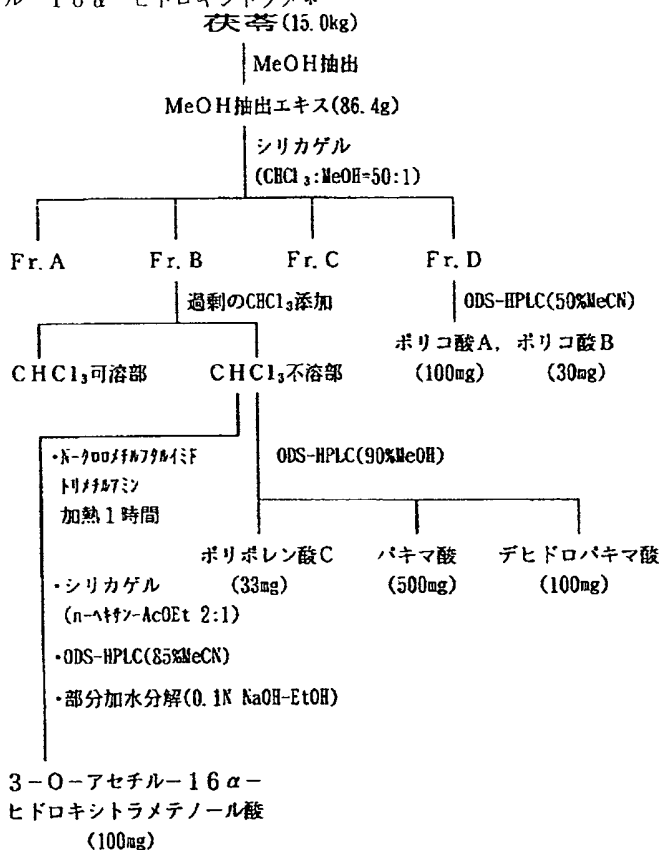 茯苓(15.0kg)
MeOH抽出
MeOH抽出エキス(86.4g)
シリカゲル
(CHCl₃:MeOH=50:1)
Fr.A Fr.B Fr.C Fr.D
過剰のCHCl₃添加
ODS-HPLC(50%MeCN)
ポリコ酸A, ポリコ酸B
(100mg) (30mg)
CHCl₃可溶部 CHCl₃不溶部
・N-クロロメチルフタルイミド
トリメチルアミン
加熱1時間
ODS-HPLC(90%MeOH)
ポリポレン酸C パキマ酸 デヒドロパキマ酸
(33mg) (500mg) (100mg)
・シリカゲル
(n-ヘキサン-AcOEt 2:1)
・ODS-HPLC(85%MeCN)
・部分加水分解(0.1N NaOH-EtOH)
3-O-アセチル-16α-
ヒドロキシトラメテノール酸
(100mg)